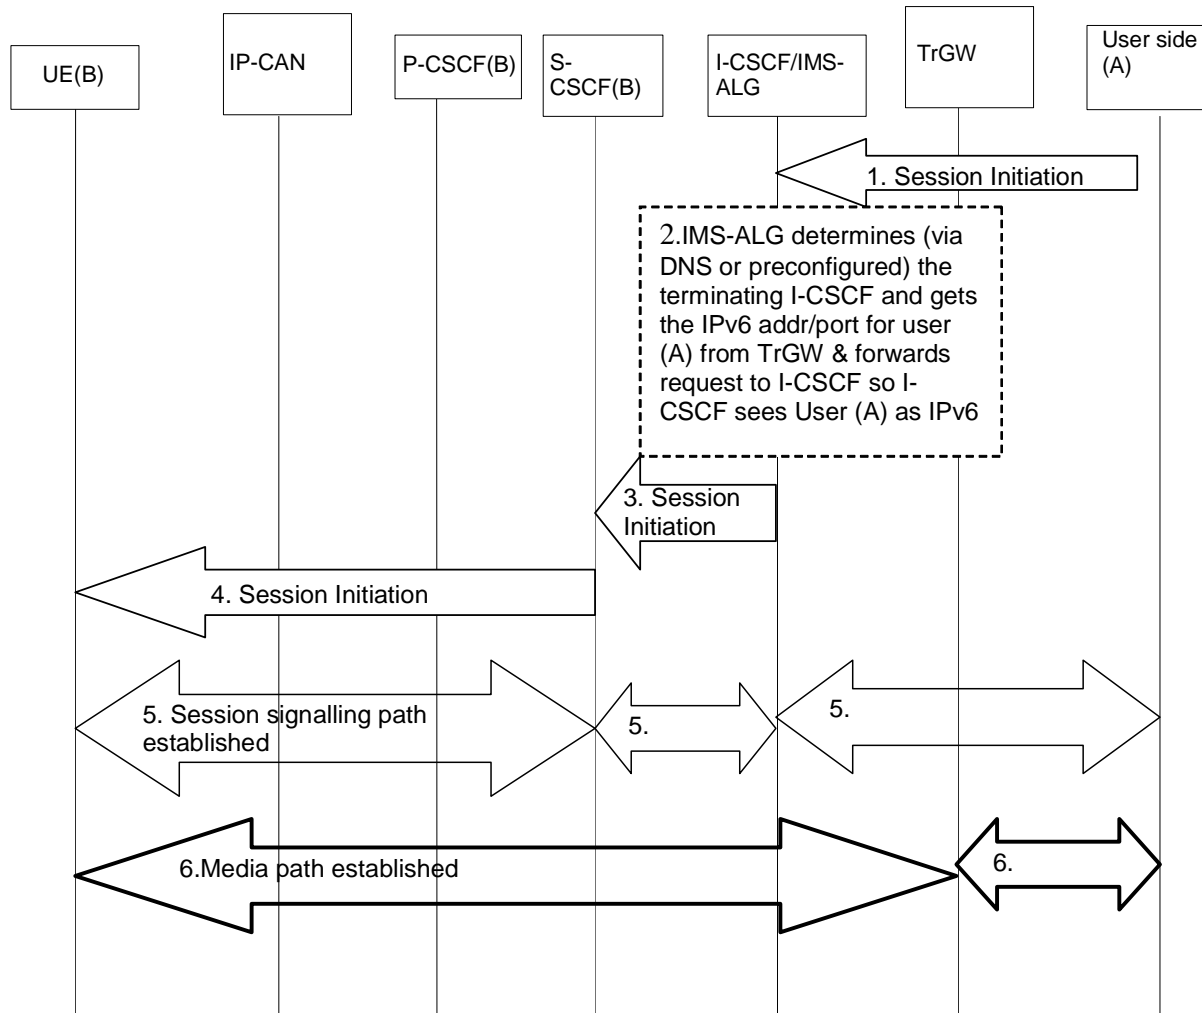 UE(B)
IP-CAN
P-CSCF(B)
S-
CSCF(B)
I-CSCF/IMS-
ALG
TrGW
User side
(A)
1. Session Initiation
2.IMS-ALG determines (via
DNS or preconfigured) the
terminating I-CSCF and gets
the IPv6 addr/port for user
(A) from TrGW & forwards
request to I-CSCF so I-
CSCF sees User (A) as IPv6
3. Session
Initiation
4. Session Initiation
5. Session signalling path
established
5.
5.
6.Media path established
6.